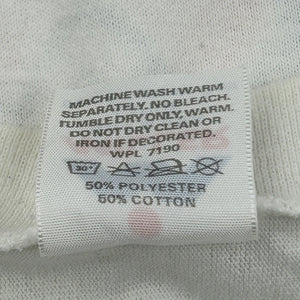 MACHINE WASH WARM
SEPARATELY. NO BLEACH.
TUMBLE DRY ONLY, WARM.
DO NOT DRY CLEAN OR
IRON IF DECORATED.
WPL 7190
30°
50% POLYESTER
50% COTTON